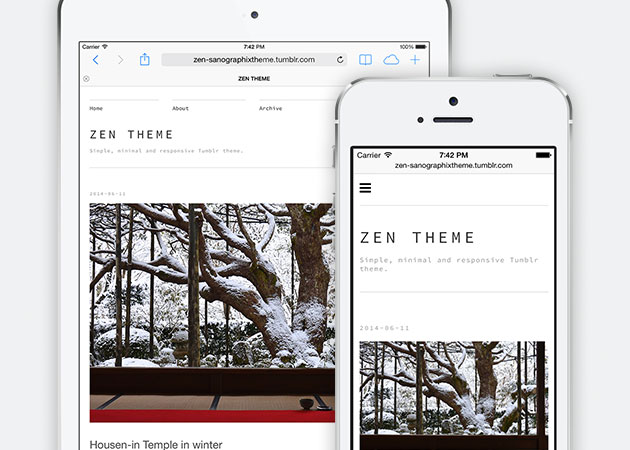 Carrier 7:42 PM 100%
zen-sanographixtheme.tumblr.com
ZEN THEME
Home About Archive
ZEN THEME
Simple, minimal and responsive Tumblr theme.
2014-06-11
Housen-in Temple in winter
Carrier 7:42 PM
zen-sanographixtheme.tumblr.com
ZEN THEME
Simple, minimal and responsive Tumblr
theme.
2014-06-11